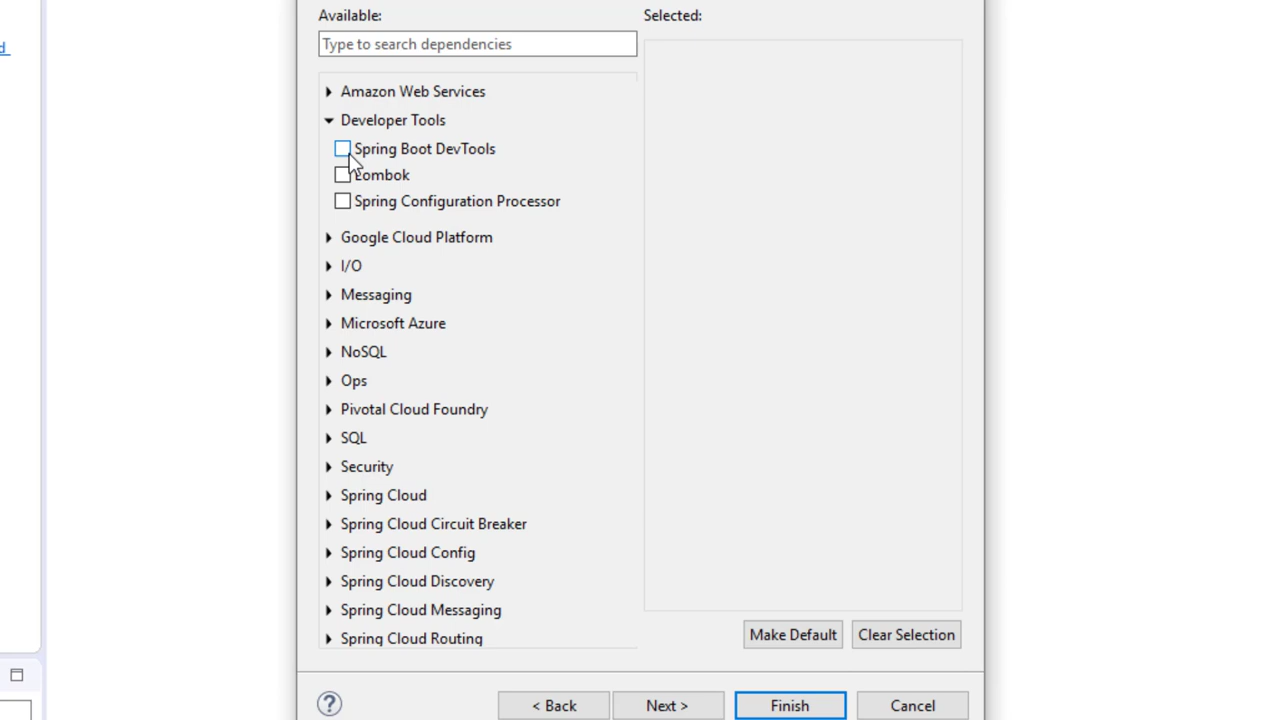 Available:
Selected:
d
Type to search dependencies
Amazon Web Services
Developer Tools
Spring Boot DevTools
Lombok
Spring Configuration Processor
Google Cloud Platform
I/O
Messaging
Microsoft Azure
NoSQL
Ops
Pivotal Cloud Foundry
SQL
Security
Spring Cloud
Spring Cloud Circuit Breaker
Spring Cloud Config
Spring Cloud Discovery
Spring Cloud Messaging
Spring Cloud Routing
Make Default
Clear Selection
?
< Back
Next >
Finish
Cancel